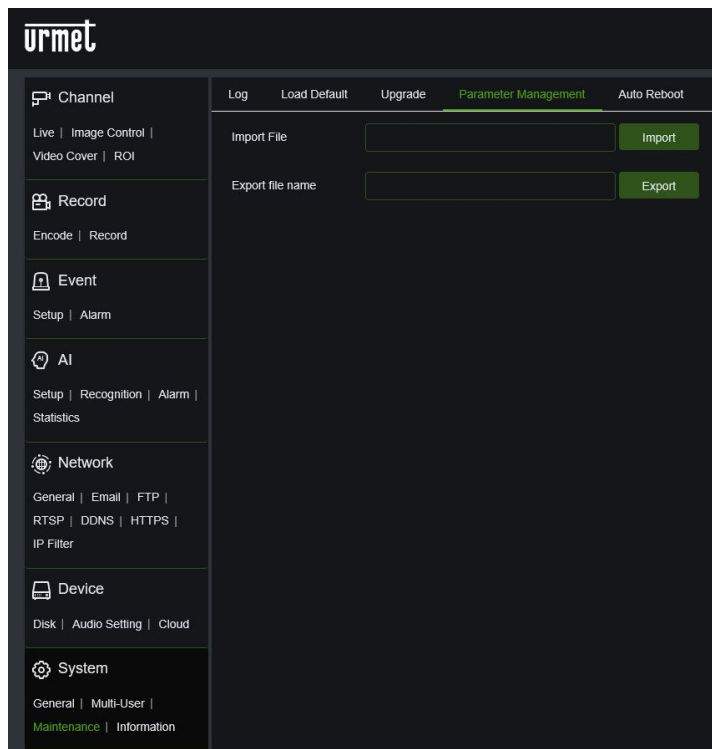 urmet
Channel
Live | Image Control |
Video Cover | ROI
Record
Encode | Record
Event
Setup | Alarm
AI
Setup | Recognition | Alarm |
Statistics
Network
General | Email | FTP |
RTSP | DDNS | HTTPS |
IP Filter
Device
Disk | Audio Setting | Cloud
System
General | Multi-User |
Maintenance | Information
Log Load Default Upgrade Parameter Management Auto Reboot
Import File Import
Export file name Export